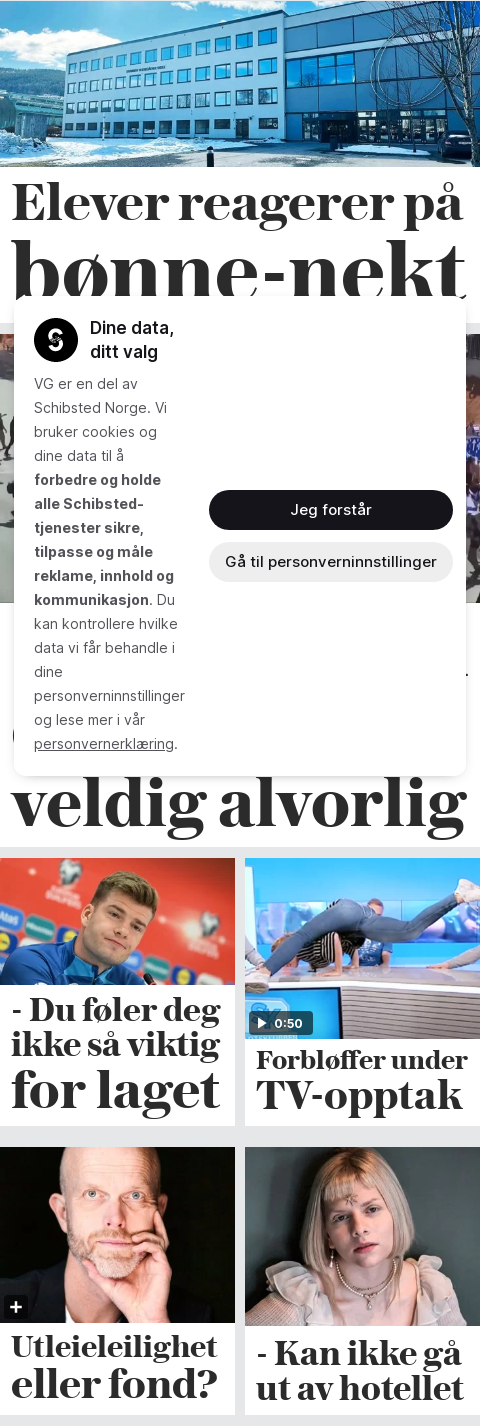 Elever reagerer på
bønne-nekt
Dine data,
ditt valg
VG er en del av
Schibsted Norge. Vi
bruker cookies og
dine data til å
forbedre og holde
alle Schibsted-
tjenester sikre,
tilpasse og måle
reklame, innhold og
kommunikasjon. Du
kan kontrollere hvilke
data vi får behandle i
dine
personverninnstillinger
og lese mer i vår
personvernerklæring.
Jeg forstår
Gå til personverninnstillinger
veldig alvorlig
- Du føler deg
ikke så viktig
for laget
0:50
Forbløffer under
TV-opptak
Utleieleilighet
eller fond?
- Kan ikke gå
ut av hotellet